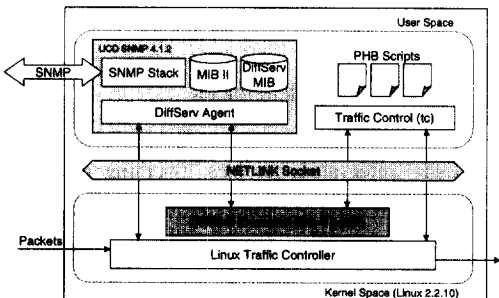 User Space
UCD SNMP 4.1.2
SNMP
SNMP Stack
MIB II
DiffServ
MIB
PHB Scripts
DiffServ Agent
Traffic Control (tc)
NETLINK Socket
Packets
Linux Traffic Controller
Kernel Space (Linux 2.2.10)